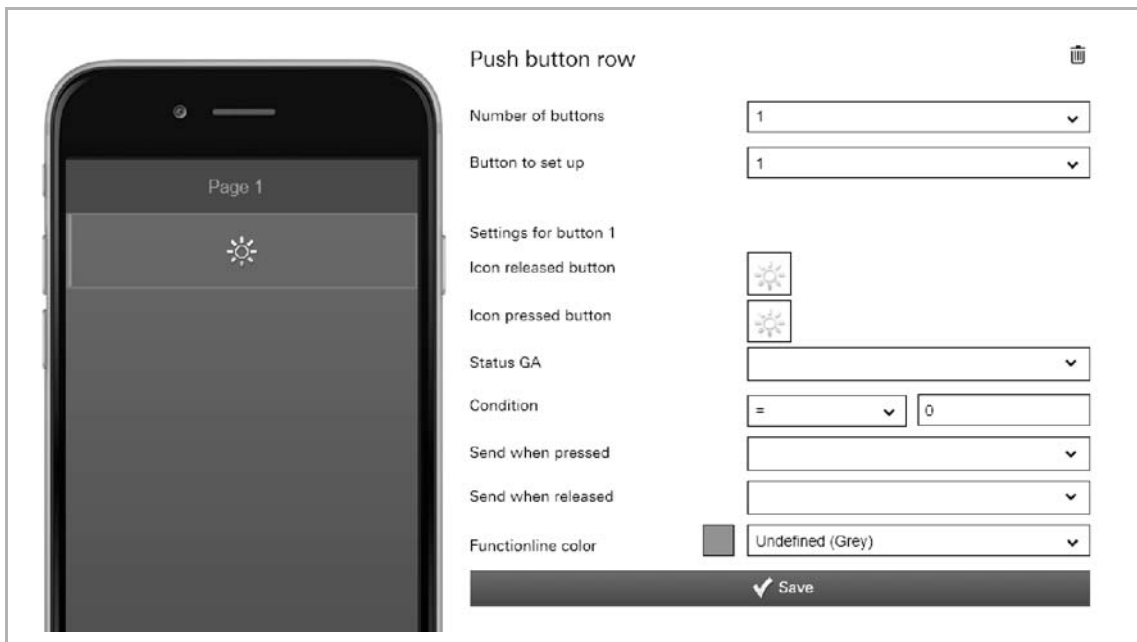 Page 1
Push button row
Number of buttons 1
Button to set up 1
Settings for button 1
Icon released button
Icon pressed button
Status GA
Condition = 0
Send when pressed
Send when released
Functionline color Undefined (Grey)
Save